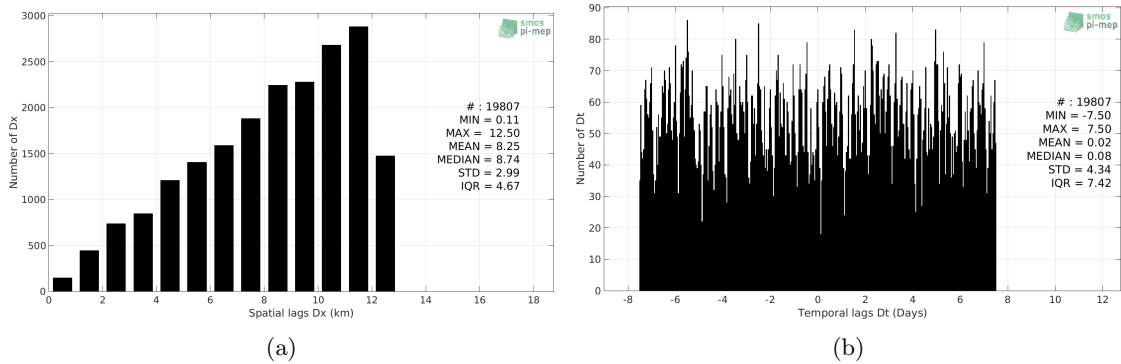 3000
2500
2000
1500
1000
500
0
Number of Dx
0 2 4 6 8 10 12 14 16 18
Spatial lags Dx (km)
smos
pi-mep
# : 19807
MIN = 0.11
MAX = 12.50
MEAN = 8.25
MEDIAN = 8.74
STD = 2.99
IQR = 4.67
(a)
90
80
70
60
50
40
30
20
10
0
Number of Dt
-8 -6 -4 -2 0 2 4 6 8 10 12
Temporal lags Dt (Days)
smos
pi-mep
# : 19807
MIN = -7.50
MAX = 7.50
MEAN = 0.02
MEDIAN = 0.08
STD = 4.34
IQR = 7.42
(b)